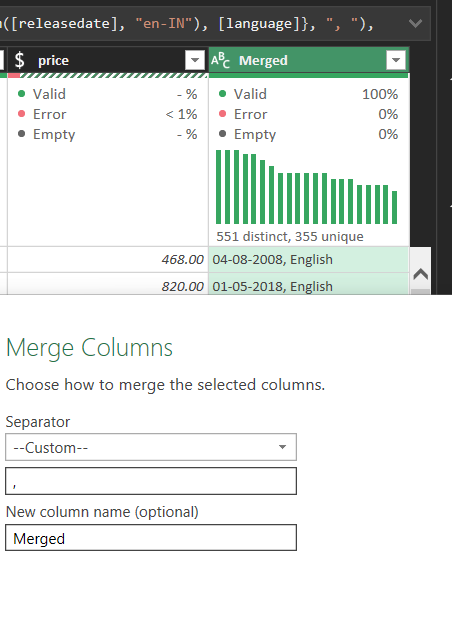 ([releasedate], "en-IN"), [language]}, ", "),
$ price
ABC Merged
Valid - %
Error < 1%
Empty - %
Valid 100%
Error 0%
Empty 0%
551 distinct, 355 unique
468.00 04-08-2008, English
820.00 01-05-2018, English
Merge Columns
Choose how to merge the selected columns.
Separator
--Custom--
,
New column name (optional)
Merged